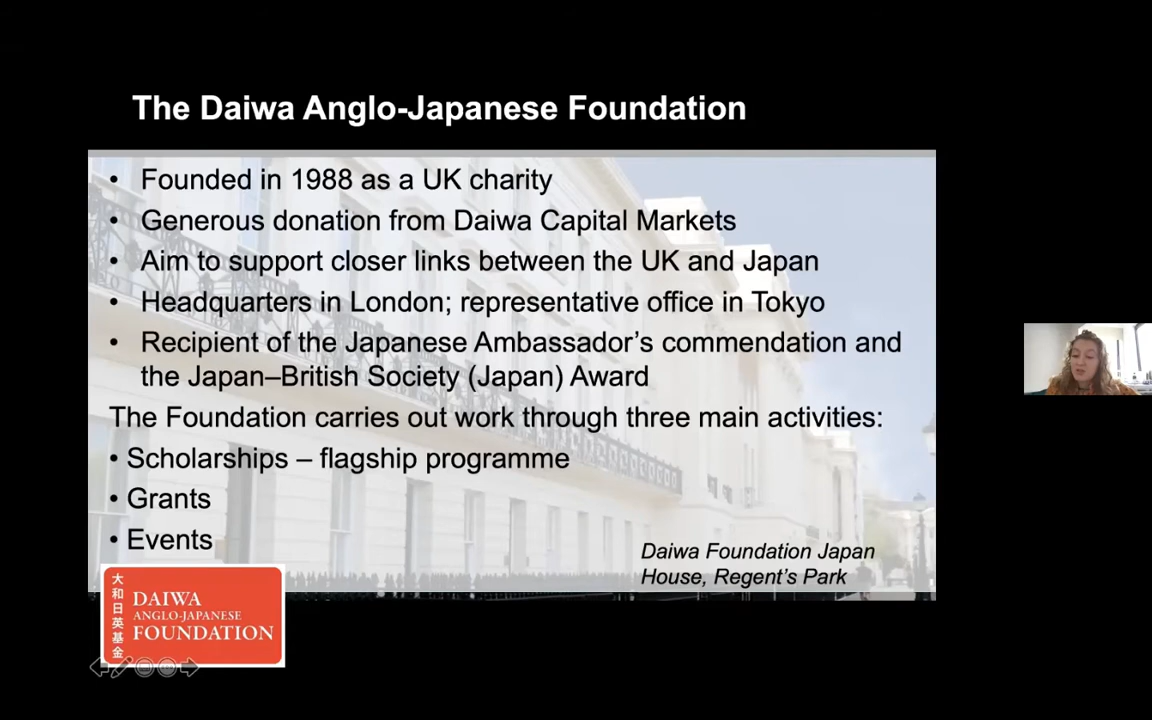 The Daiwa Anglo-Japanese Foundation
• Founded in 1988 as a UK charity
• Generous donation from Daiwa Capital Markets
• Aim to support closer links between the UK and Japan
• Headquarters in London; representative office in Tokyo
• Recipient of the Japanese Ambassador’s commendation and
the Japan–British Society (Japan) Award
The Foundation carries out work through three main activities:
• Scholarships – flagship programme
• Grants
• Events
Daiwa Foundation Japan
House, Regent’s Park
大和日英基金
DAIWA
ANGLO-JAPANESE
FOUNDATION